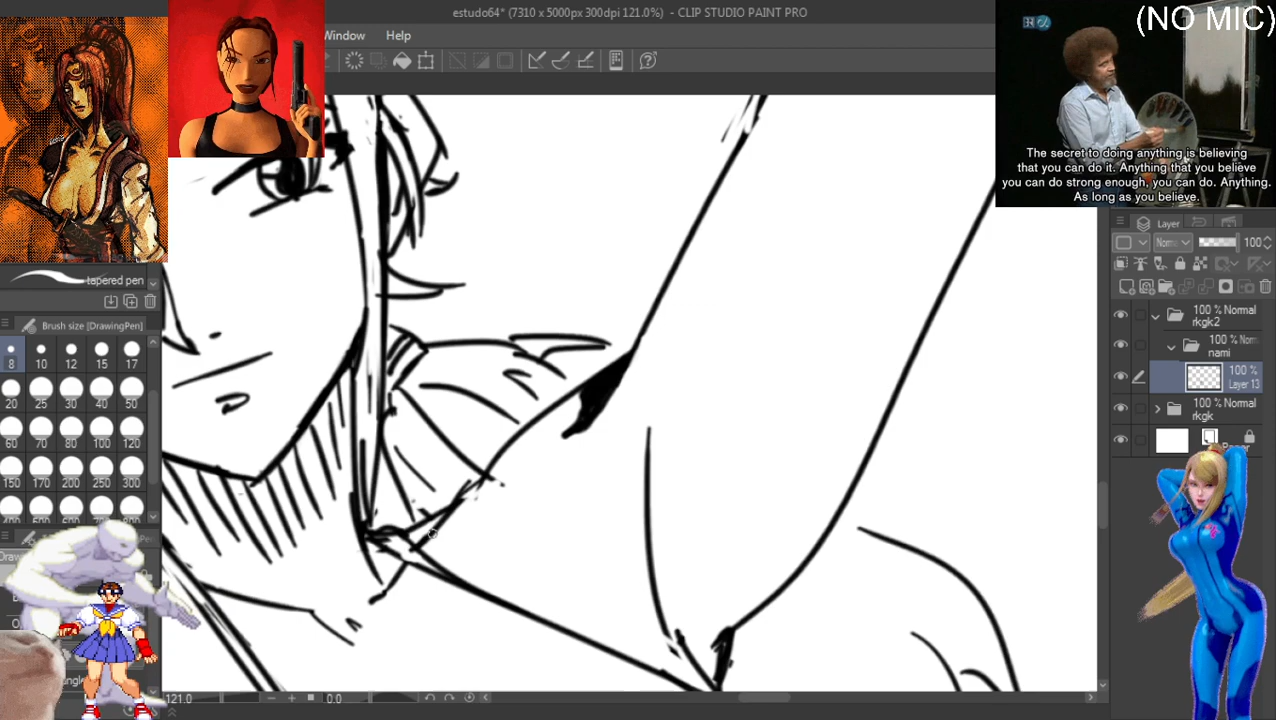 estudo64* (7310 x 5000px 300dpi 121.0%) - CLIP STUDIO PAINT PRO
(NO MIC)
Window Help
The secret to doing anything is believing
that you can do it. Anything that you believe
you can do strong enough, you can do. Anything.
As long as you believe.
tapered pen
Brush size [DrawingPen]
8 10 12 15 17
20 25 30 40 50
60 70 80 100 120
150 170 200 250 300
Layer
100
100 % Normal
rkgk2
nami
100 %
Layer 13
100 % Normal
rkgk
121.0 0.0